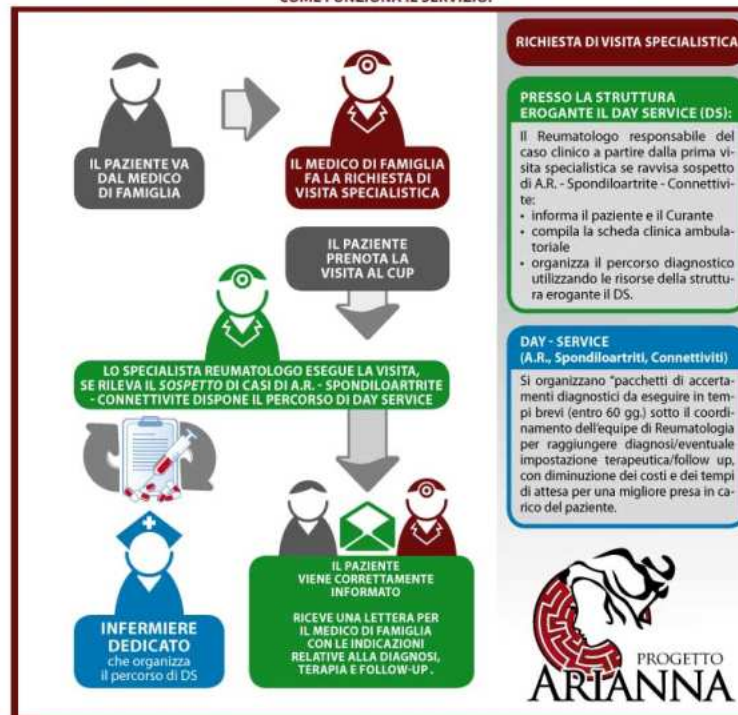 COME FUNZIONA IL SERVIZIO?
IL PAZIENTE VA
DAL MEDICO
DI FAMIGLIA
IL MEDICO DI FAMIGLIA
FA LA RICHIESTA DI
VISITA SPECIALISTICA
IL PAZIENTE
PRENOTA LA
VISITA AL CUP
LO SPECIALISTA REUMATOLOGO ESEGUE LA VISITA,
SE RILEVA IL SOSPETTO DI CASI DI A.R. - SPONDILOARTRITE
- CONNETTIVITE DISPONE IL PERCORSO DI DAY SERVICE
INFERMIERE
DEDICATO
che organizza
il percorso di DS
IL PAZIENTE
VIENE CORRETTAMENTE
INFORMATO
RICEVE UNA LETTERA PER
IL MEDICO DI FAMIGLIA
CON LE INDICAZIONI
RELATIVE ALLA DIAGNOSI,
TERAPIA E FOLLOW-UP .
RICHIESTA DI VISITA SPECIALISTICA
PRESSO LA STRUTTURA
EROGANTE IL DAY SERVICE (DS):
Il Reumatologo responsabile del
caso clinico a partire dalla prima vi-
sita specialistica se ravvisa sospetto
di A.R. - Spondiloartrite - Connettivi-
te:
• informa il paziente e il Curante
• compila la scheda clinica ambula-
toriale
• organizza il percorso diagnostico
utilizzando le risorse della struttu-
ra erogante il DS.
DAY - SERVICE
(A.R., Spondiloartriti, Connettiviti)
Si organizzano "pacchetti di accerta-
menti diagnostici da eseguire in tem-
pi brevi (entro 60 gg.) sotto il coordi-
namento dell'equipe di Reumatologia
per raggiungere diagnosi/eventuale
impostazione terapeutica/follow up,
con diminuzione dei costi e dei tempi
di attesa per una migliore presa in ca-
rico del paziente.
PROGETTO
ARIANNA